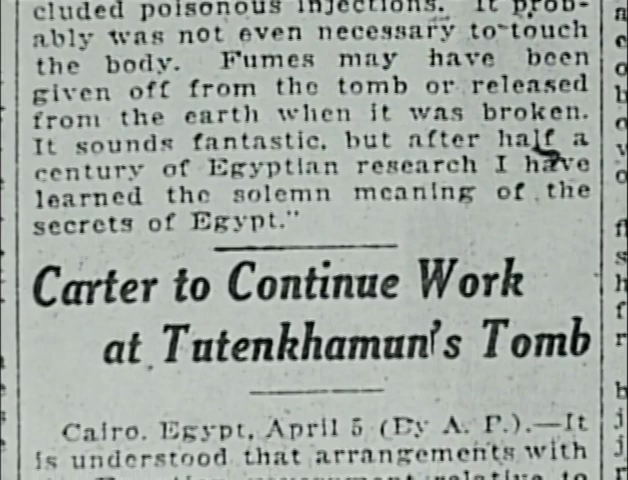 cluded poisonous injections. It prob-
ably was not even necessary to touch
the body. Fumes may have been
given off from the tomb or released
from the earth when it was broken.
It sounds fantastic, but after half a
century of Egyptian research I have
learned the solemn meaning of the
secrets of Egypt."
Carter to Continue Work
at Tutenkhamun's Tomb
Cairo, Egypt, April 5 (By A. P.).—It
is understood that arrangements with